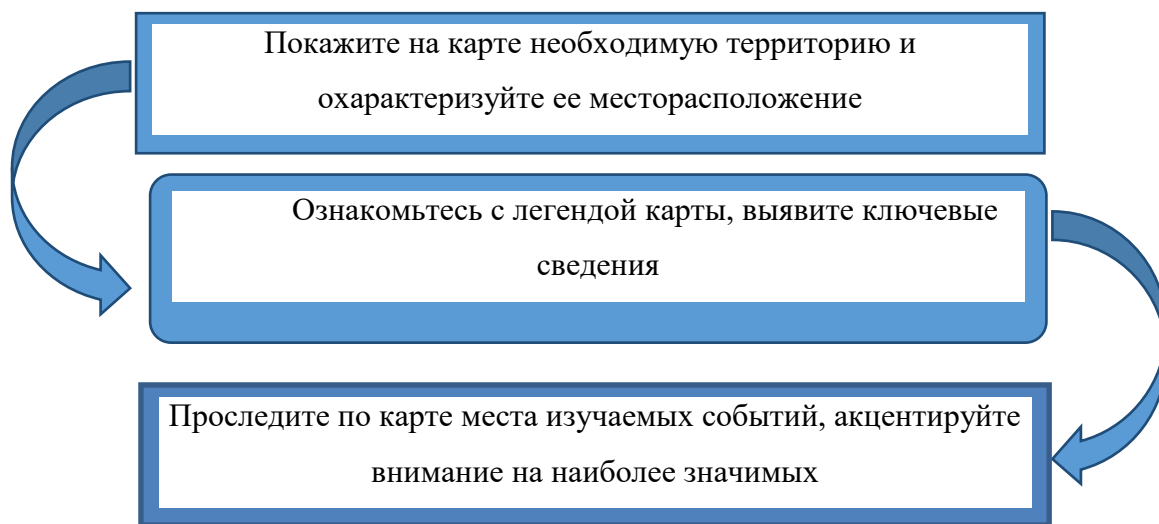 Покажите на карте необходимую территорию и
охарактеризуйте ее месторасположение
Ознакомьтесь с легендой карты, выявите ключевые
сведения
Проследите по карте места изучаемых событий, акцентируйте
внимание на наиболее значимых